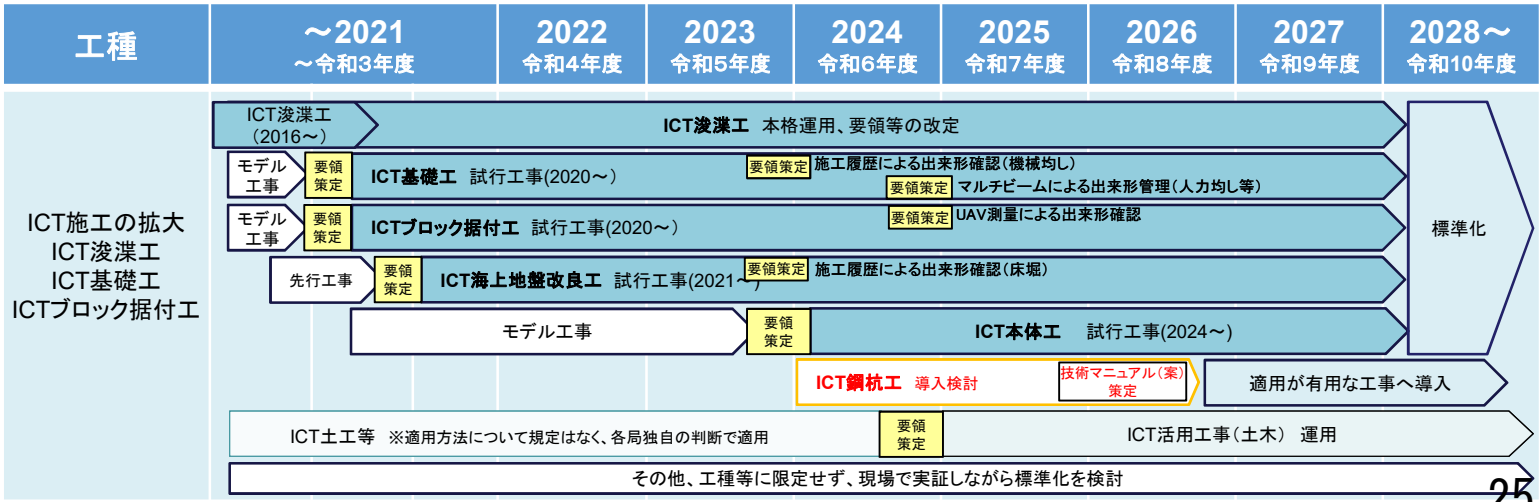 工種
～2021
～令和3年度
2022
令和4年度
2023
令和5年度
2024
令和6年度
2025
令和7年度
2026
令和8年度
2027
令和9年度
2028～
令和10年度
ICT施工の拡大
ICT浚渫工
ICT基礎工
ICTブロック据付工
ICT浚渫工
(2016～)
ICT浚渫工 本格運用、要領等の改定
モデル
工事
要領
策定
ICT基礎工 試行工事(2020～)
要領策定 施工履歴による出来形確認(機械均し)
要領策定 マルチビームによる出来形管理(人力均し等)
モデル
工事
要領
策定
ICTブロック据付工 試行工事(2020～)
要領策定 UAV測量による出来形確認
先行工事
要領
策定
ICT海上地盤改良工 試行工事(2021～)
要領策定 施工履歴による出来形確認(床堀)
モデル工事
要領
策定
ICT本体工 試行工事(2024～)
標準化
ICT鋼杭工 導入検討
技術マニュアル(案)
策定
適用が有用な工事へ導入
ICT土工等 ※適用方法について規定はなく、各局独自の判断で適用
要領
策定
ICT活用工事(土木) 運用
その他、工種等に限定せず、現場で実証しながら標準化を検討
25